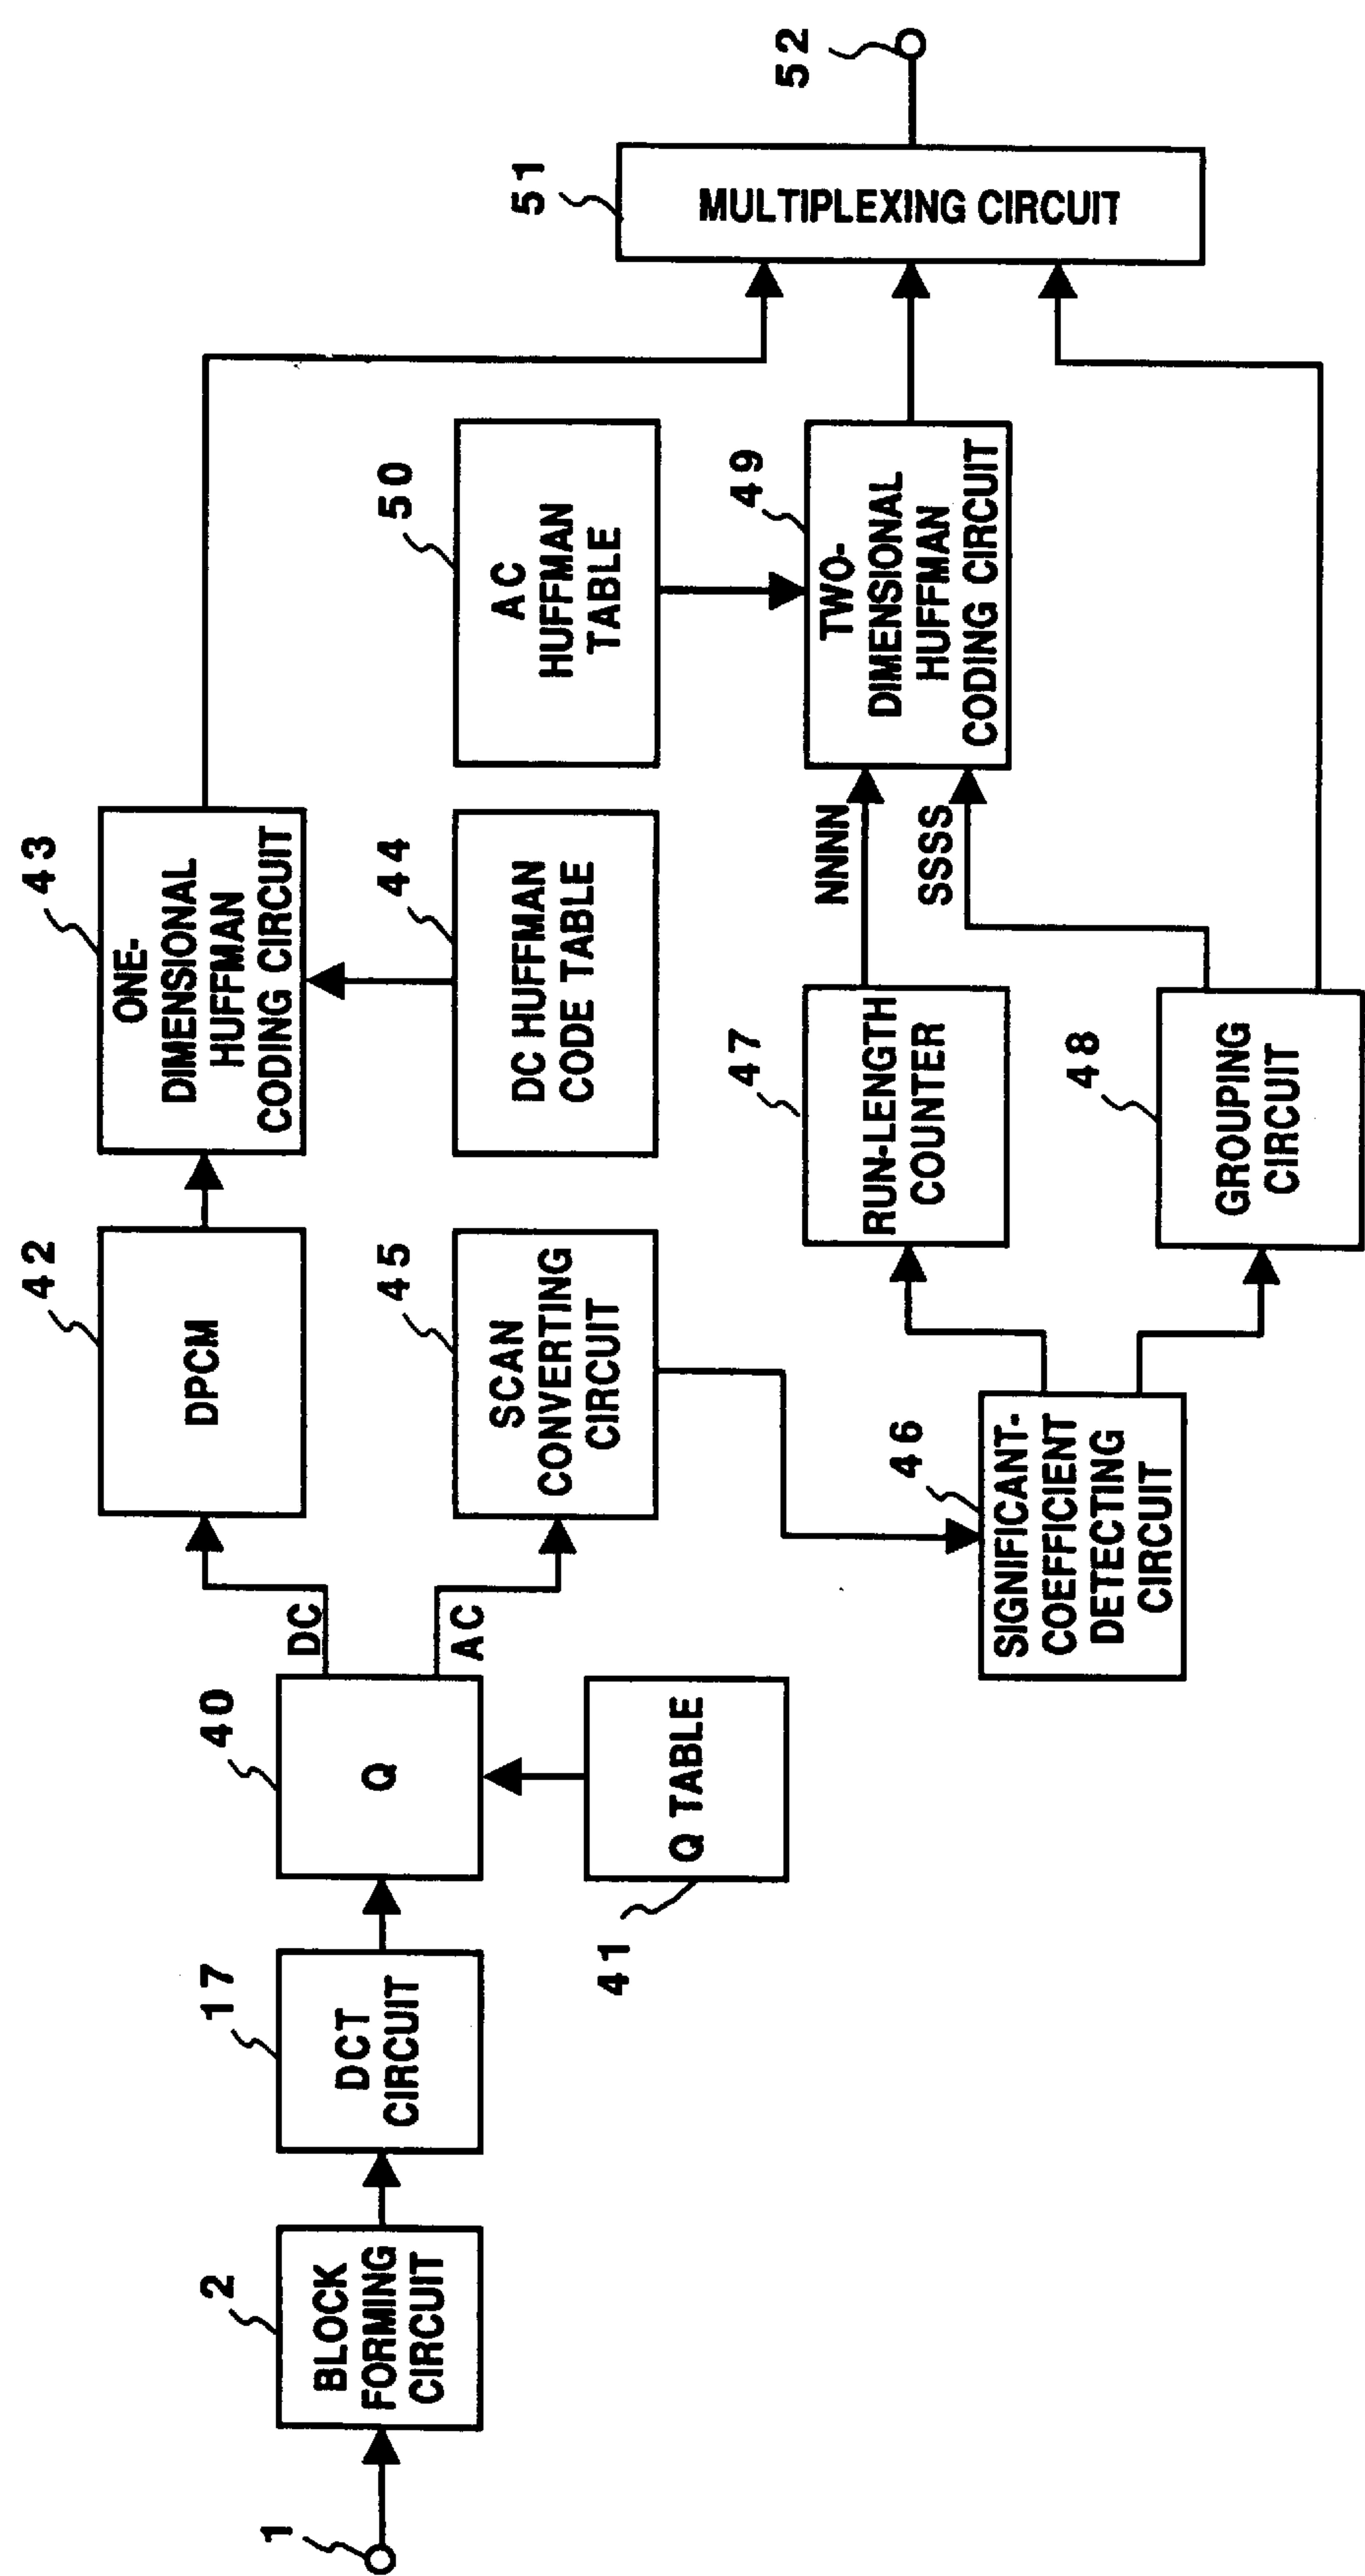 1
2
BLOCK
FORMING
CIRCUIT
17
DCT
CIRCUIT
40
Q
41
Q TABLE
DC
AC
42
DPCM
43
ONE-
DIMENSIONAL
HUFFMAN
CODING CIRCUIT
44
DC HUFFMAN
CODE TABLE
45
SCAN
CONVERTING
CIRCUIT
46
SIGNIFICANT-
COEFFICIENT
DETECTING
CIRCUIT
47
RUN-LENGTH
COUNTER
48
GROUPING
CIRCUIT
NNNN
SSSS
50
AC
HUFFMAN
TABLE
49
TWO-
DIMENSIONAL
HUFFMAN
CODING CIRCUIT
51
MULTIPLEXING CIRCUIT
52